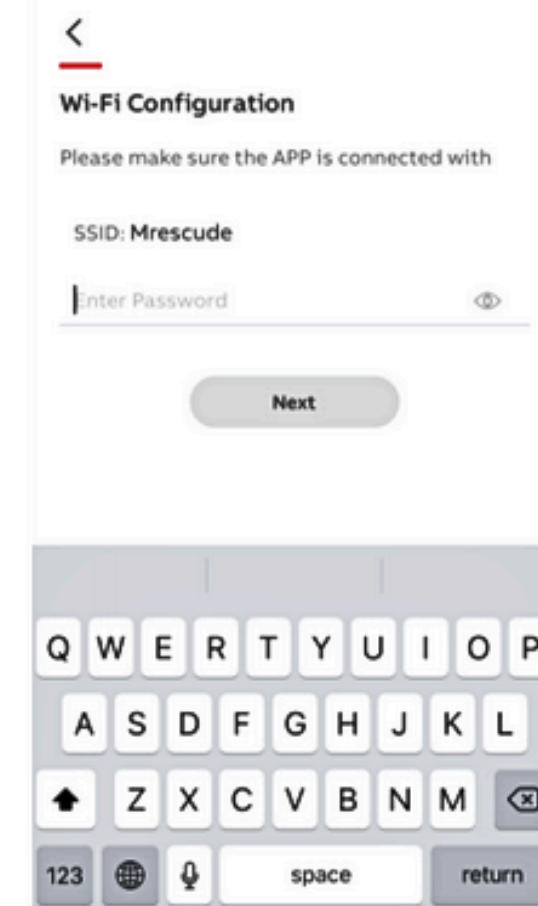 Wi-Fi Configuration
Please make sure the APP is connected with
SSID: Mrescude
Enter Password
Next
Q W E R T Y U I O P
A S D F G H J K L
Z X C V B N M
123 space return